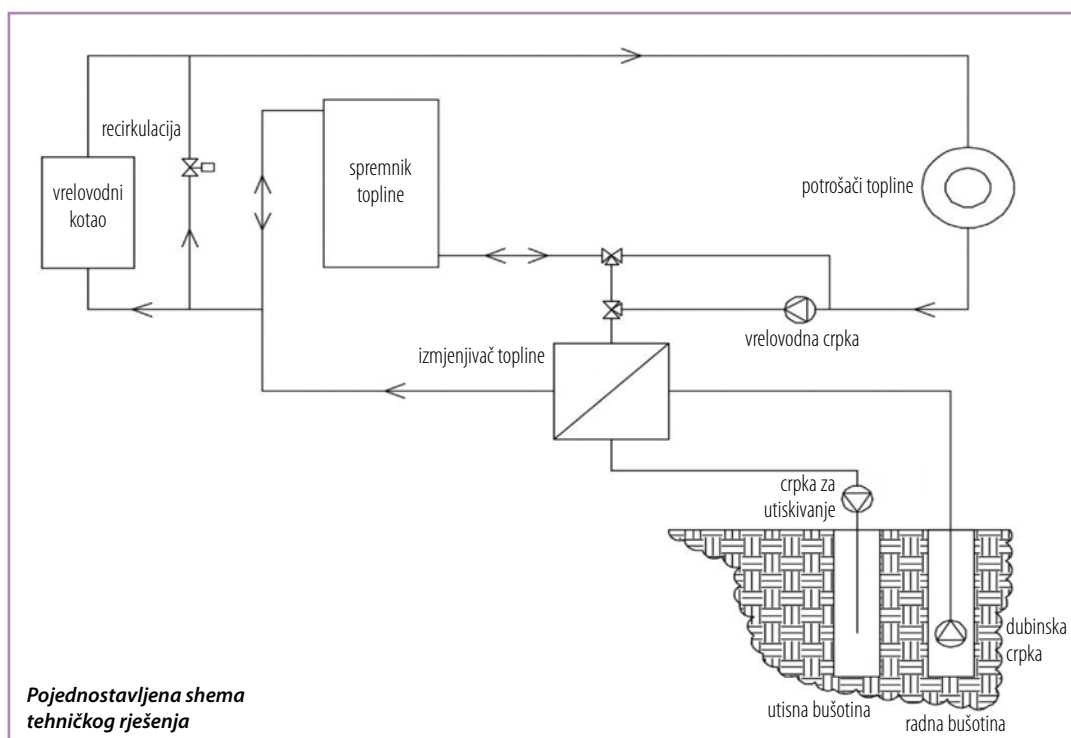 recirkulacija
vrelovodni
kotao
spremnik
topline
potrošači topline
vrelovodna crpka
izmjenjivač topline
crpka za
utiskivanje
dubinska
crpka
utisna bušotina
radna bušotina
Pojednostavljena shema
tehničkog rješenja